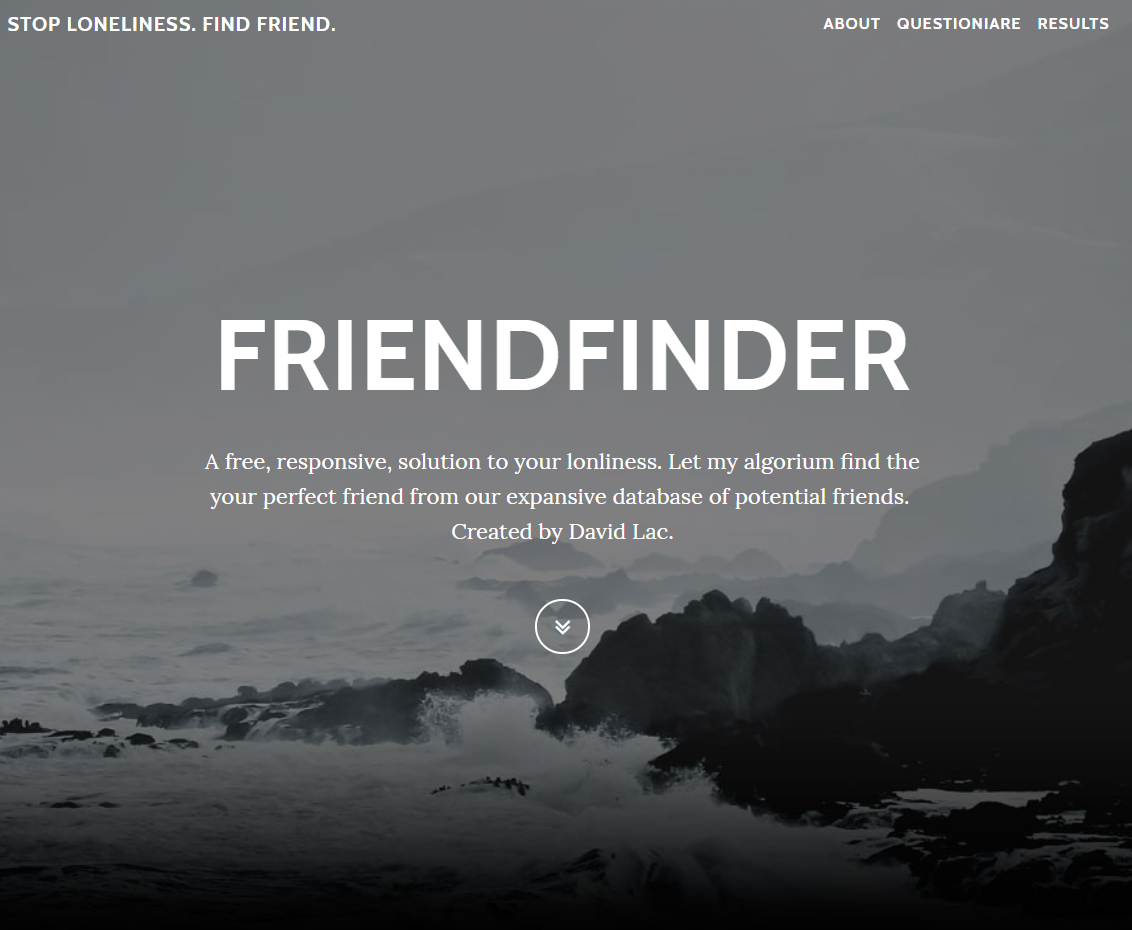 STOP LONELINESS. FIND FRIEND.
ABOUT QUESTIONIARE RESULTS
FRIENDFINDER
A free, responsive, solution to your lonliness. Let my algorium find the
your perfect friend from our expansive database of potential friends.
Created by David Lac.